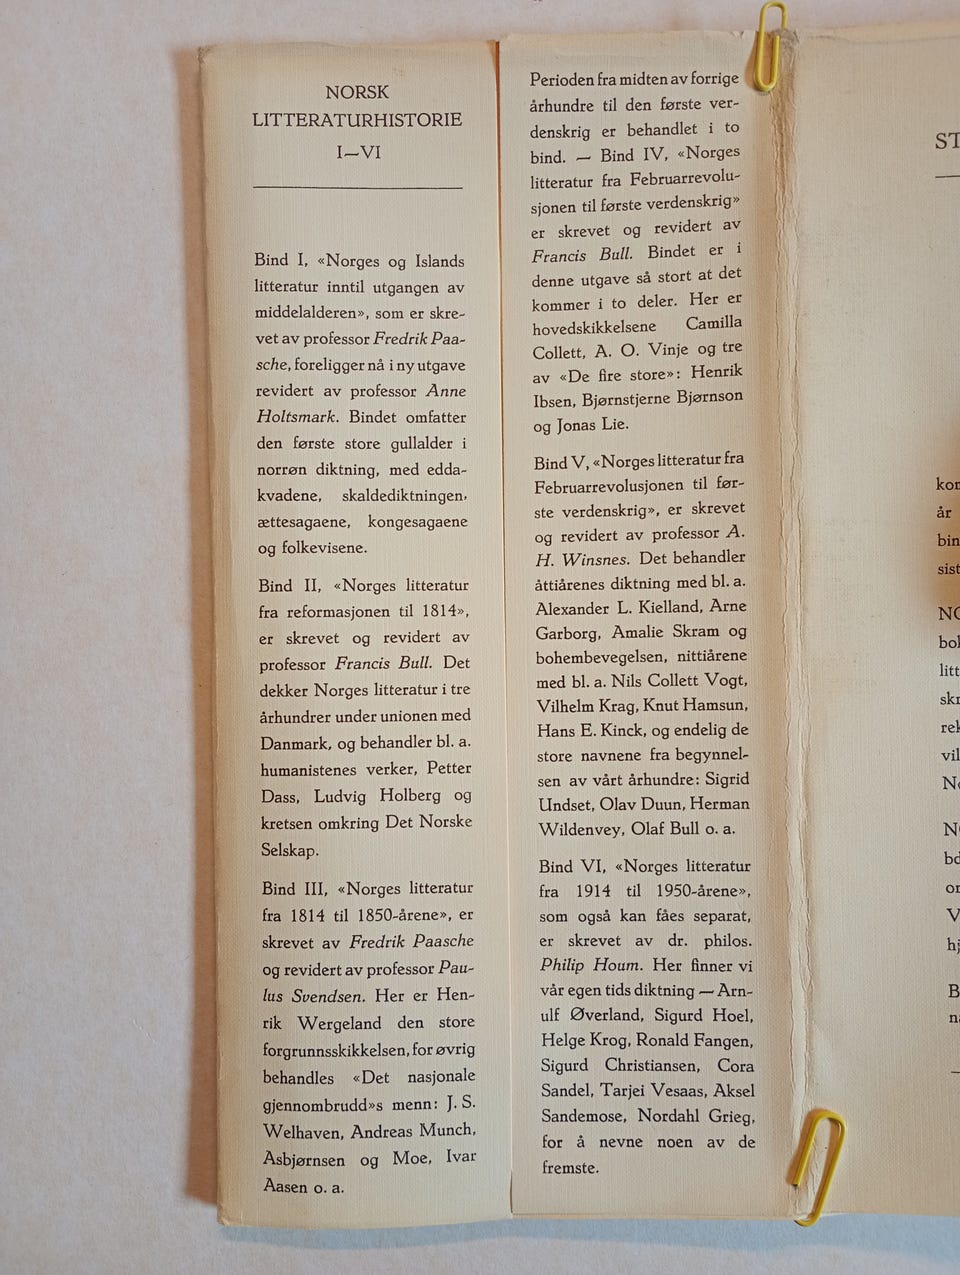 NORSK
LITTERATURHISTORIE
I—VI
Bind I, «Norges og Islands
litteratur inntil utgangen av
middelalderen», som er skre-
vet av professor Fredrik Paa-
sche, foreligger nå i ny utgave
revidert av professor Anne
Holtsmark. Bindet omfatter
den første store gullalder i
norrøn diktning, med edda-
kvadene, skaldediktningen,
ættesagaene, kongesagaene
og folkevisene.
Bind II, «Norges litteratur
fra reformasjonen til 1814»,
er skrevet og revidert av
professor Francis Bull. Det
dekker Norges litteratur i tre
århundrer under unionen med
Danmark, og behandler bl. a.
humanistenes verker, Petter
Dass, Ludvig Holberg og
kretsen omkring Det Norske
Selskap.
Bind III, «Norges litteratur
fra 1814 til 1850-årene», er
skrevet av Fredrik Paasche
og revidert av professor Pau-
lus Svendsen. Her er Hen-
rik Wergeland den store
forgrunnsskikkelsen, for øvrig
behandles «Det nasjonale
gjennombrudd»s menn: J. S.
Welhaven, Andreas Munch,
Asbjørnsen og Moe, Ivar
Aasen o. a.
Perioden fra midten av forrige
århundre til den første ver-
denskrig er behandlet i to
bind. — Bind IV, «Norges
litteratur fra Februarrevolu-
sjonen til første verdenskrig»
er skrevet og revidert av
Francis Bull. Bindet er i
denne utgave så stort at det
kommer i to deler. Her er
hovedskikkelsene Camilla
Collett, A. O. Vinje og tre
av «De fire store»: Henrik
Ibsen, Bjørnstjerne Bjørnson
og Jonas Lie.
Bind V, «Norges litteratur fra
Februarrevolusjonen til før-
ste verdenskrig», er skrevet
og revidert av professor A.
H. Winsnes. Det behandler
åttiårenes diktning med bl. a.
Alexander L. Kielland, Arne
Garborg, Amalie Skram og
bohembevegelsen, nittiårene
med bl. a. Nils Collett Vogt,
Vilhelm Krag, Knut Hamsun,
Hans E. Kinck, og endelig de
store navnene fra begynnel-
sen av vårt århundre: Sigrid
Undset, Olav Duun, Herman
Wildenvey, Olaf Bull o. a.
Bind VI, «Norges litteratur
fra 1914 til 1950-årene»,
som også kan fåes separat,
er skrevet av dr. philos.
Philip Houm. Her finner vi
vår egen tids diktning — Arn-
ulf Øverland, Sigurd Hoel,
Helge Krog, Ronald Fangen,
Sigurd Christiansen, Cora
Sandel, Tarjei Vesaas, Aksel
Sandemose, Nordahl Grieg,
for å nevne noen av de
fremste.
år